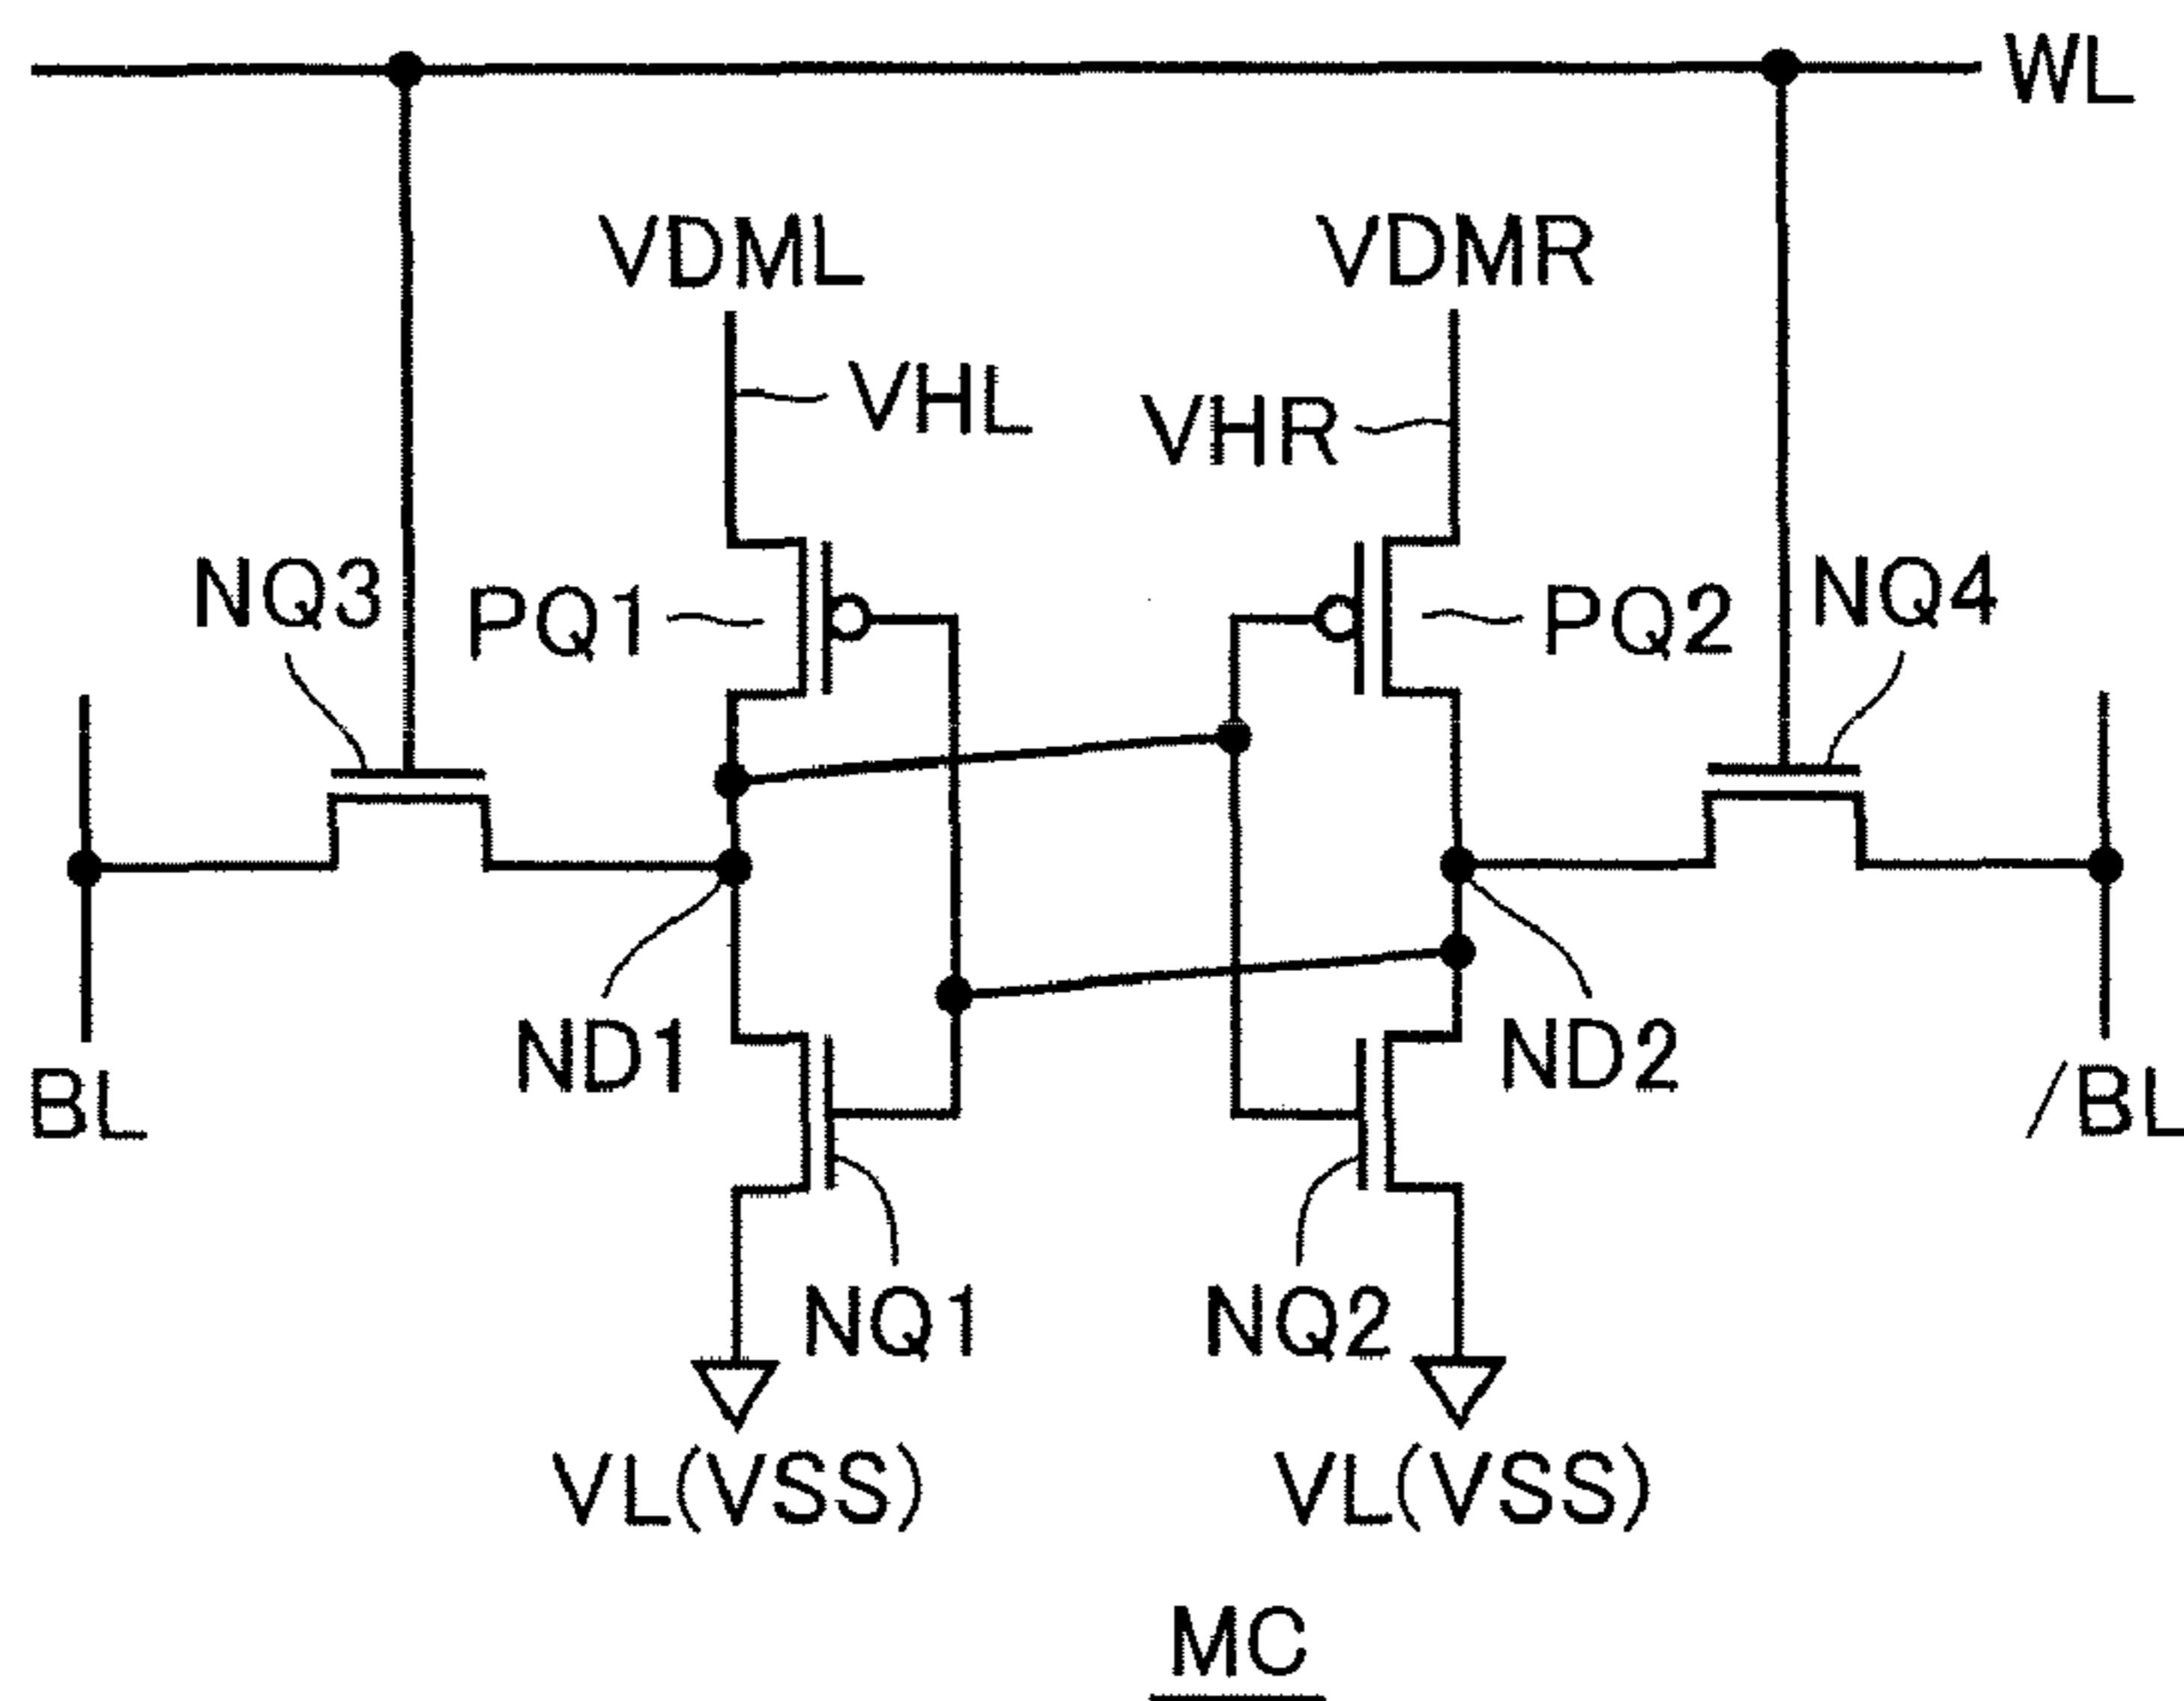 WL
VDML
VDMR
VHL
VHR
NQ3
PQ1
PQ2
NQ4
ND1
ND2
BL
/BL
NQ1
NQ2
VL(VSS)
VL(VSS)
MC